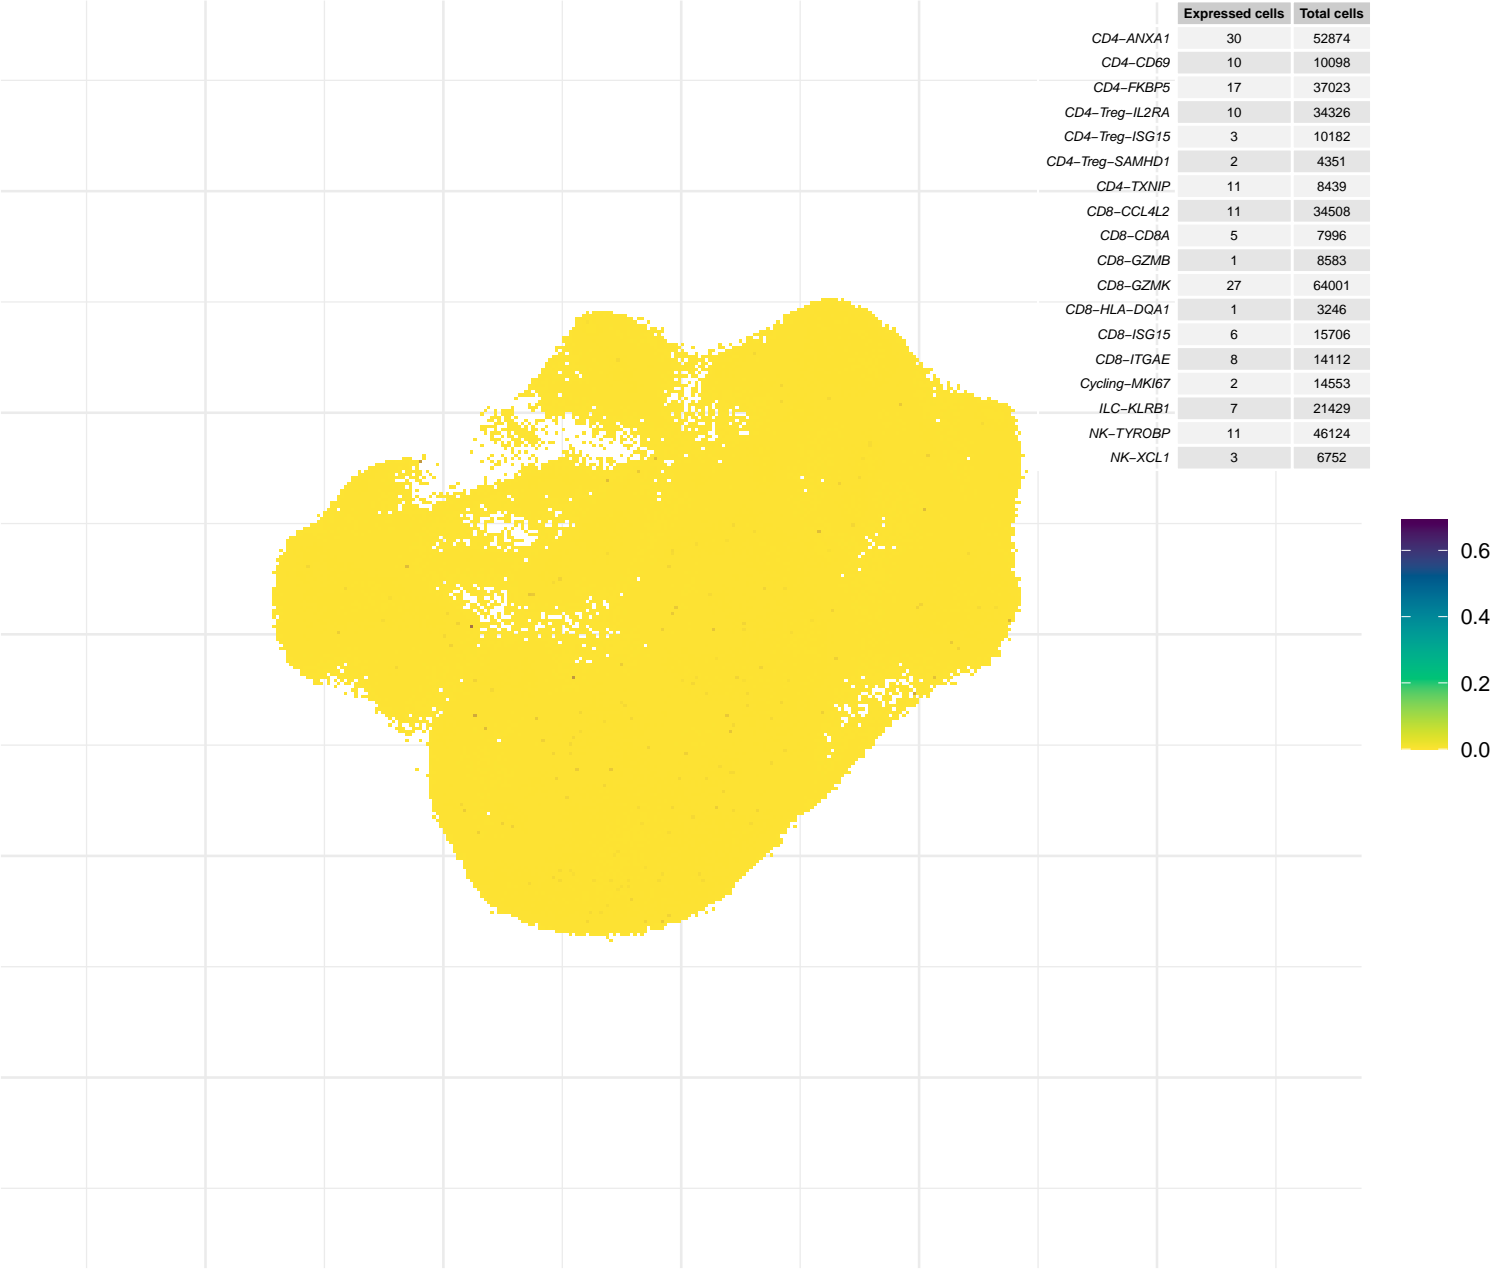 Expressed cells Total cells
CD4−ANXA1 30 52874
CD4−CD69 10 10098
CD4−FKBP5 17 37023
CD4−Treg−IL2RA 10 34326
CD4−Treg−ISG15 3 10182
CD4−Treg−SAMHD1 2 4351
CD4−TXNIP 11 8439
CD8−CCL4L2 11 34508
CD8−CD8A 5 7996
CD8−GZMB 1 8583
CD8−GZMK 27 64001
CD8−HLA−DQA1 1 3246
CD8−ISG15 6 15706
CD8−ITGAE 8 14112
Cycling−MKI67 2 14553
ILC−KLRB1 7 21429
NK−TYROBP 11 46124
NK−XCL1 3 6752
0.6
0.4
0.2
0.0